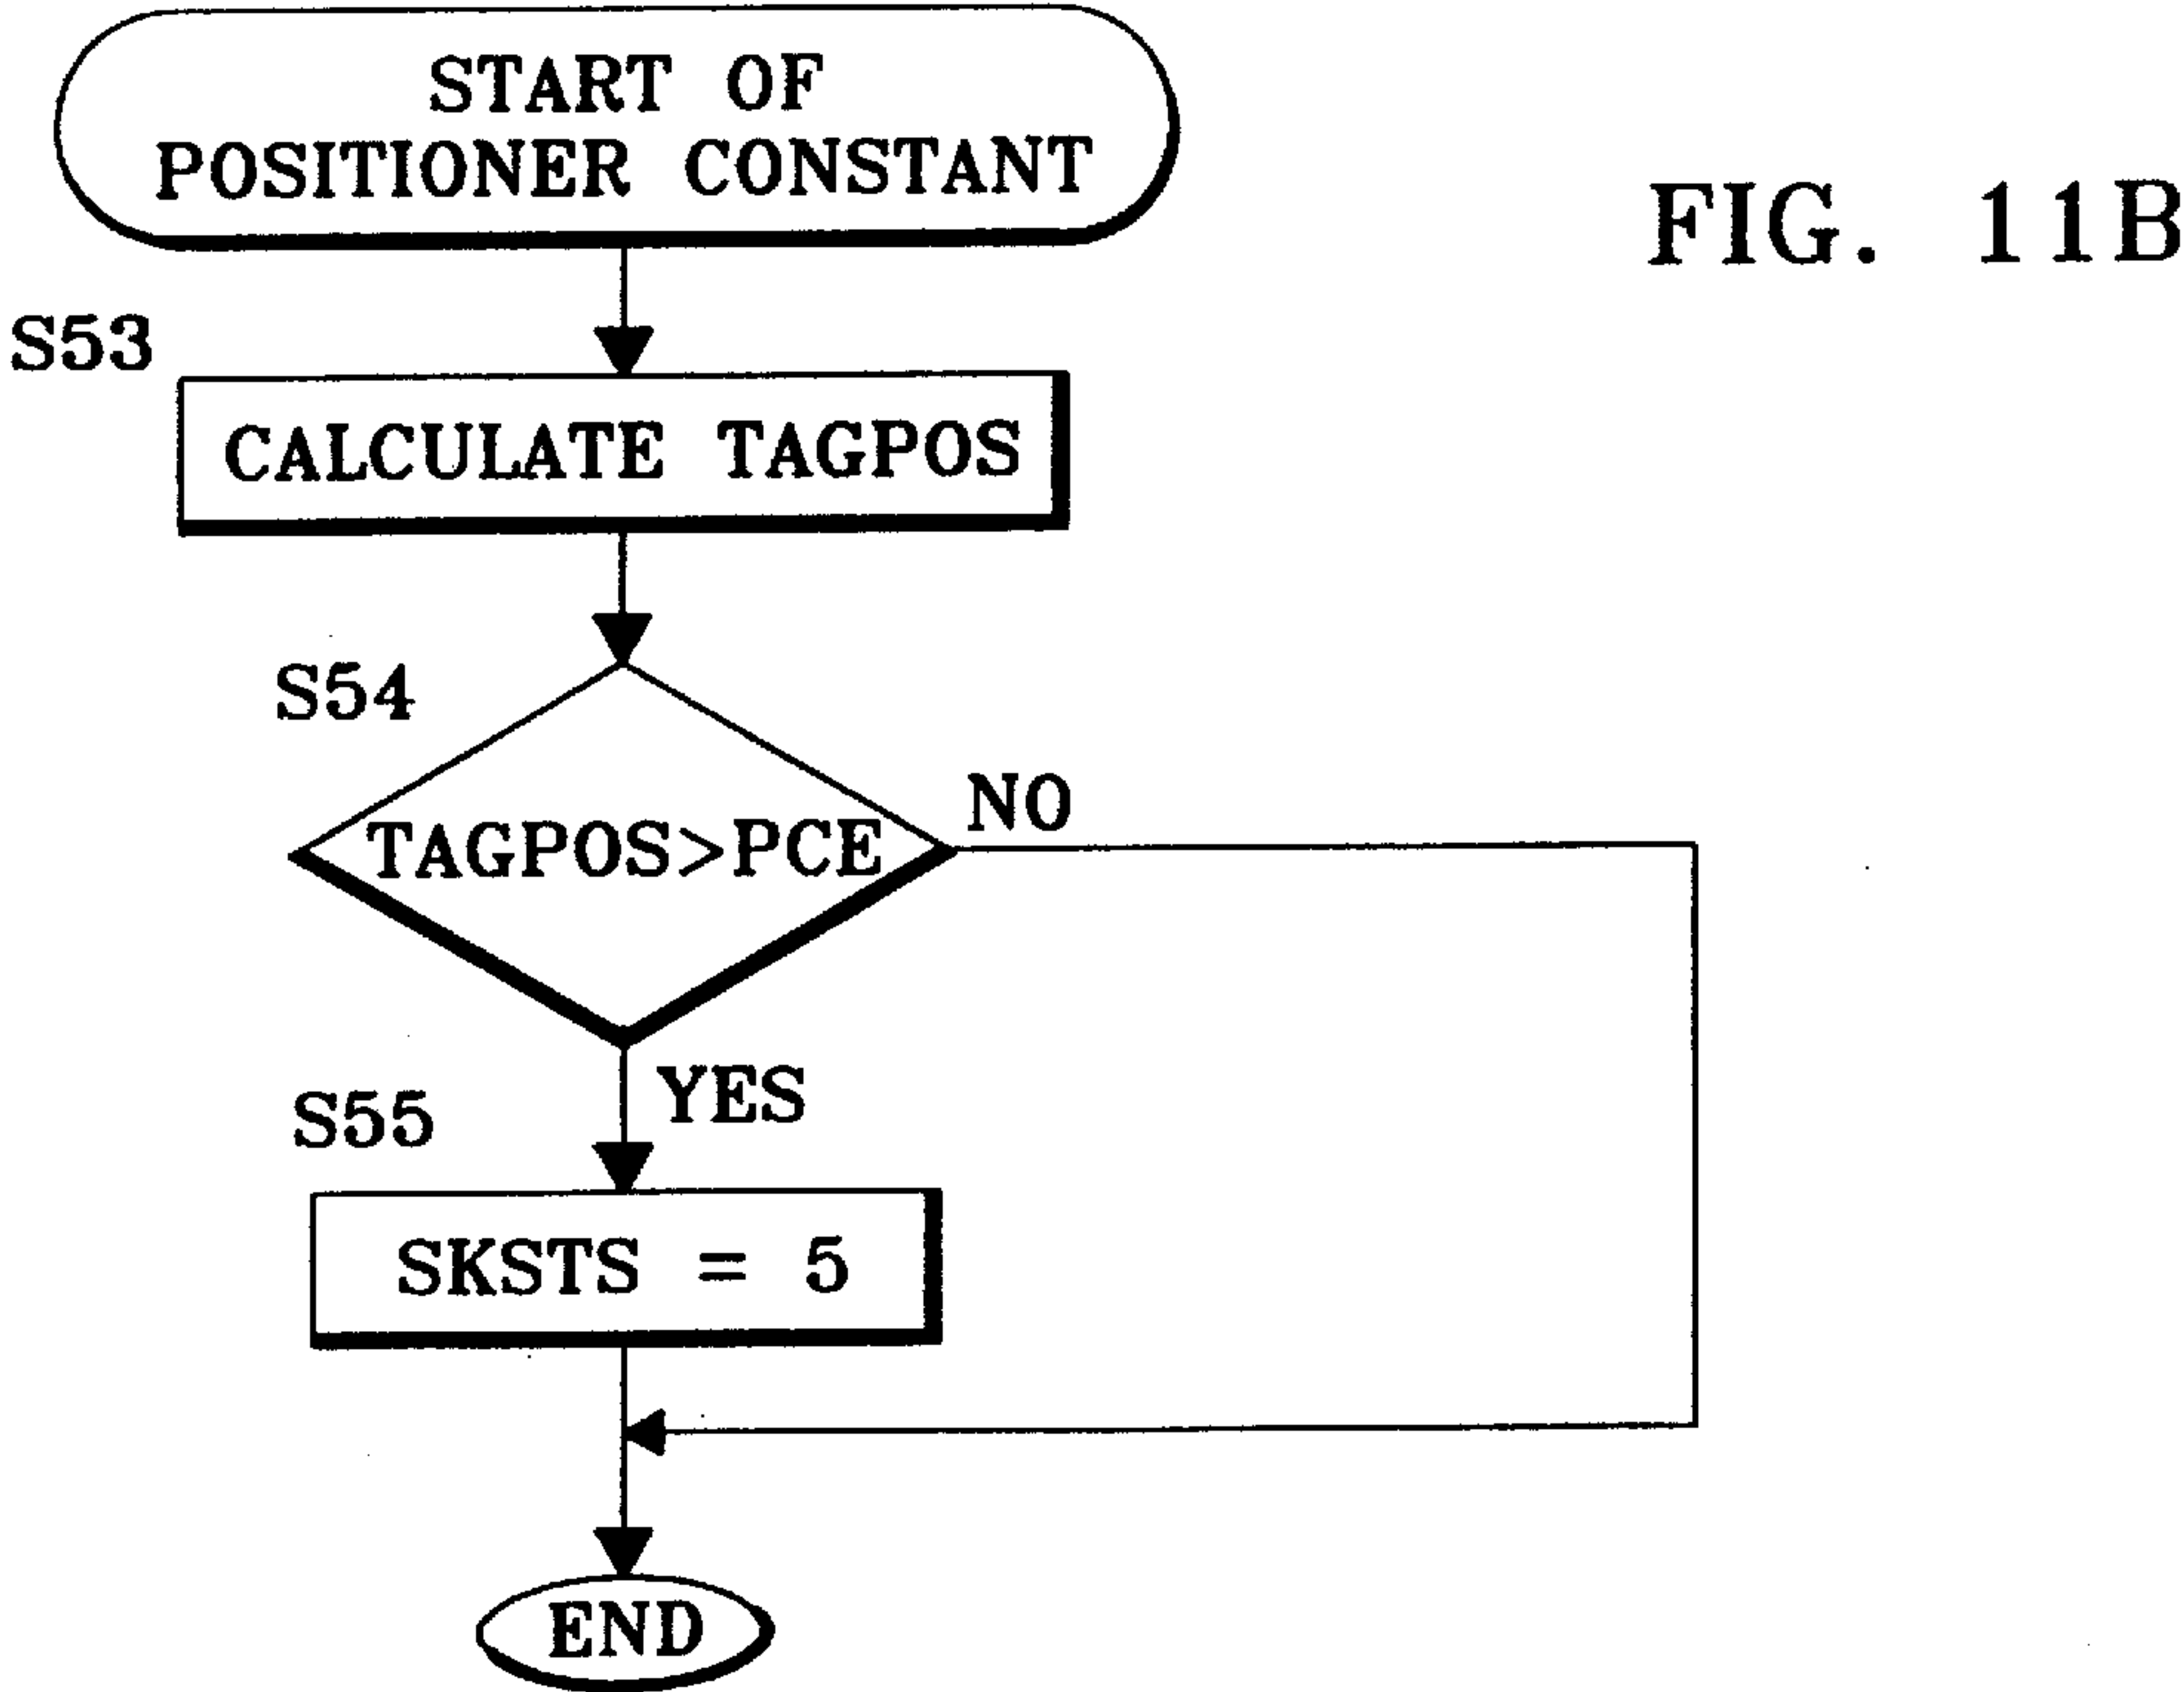 START OF
POSITIONER CONSTANT
FIG. 11B
S53
CALCULATE TAGPOS
S54
TAGPOS>PCE
NO
YES
S55
SKSTS = 5
END